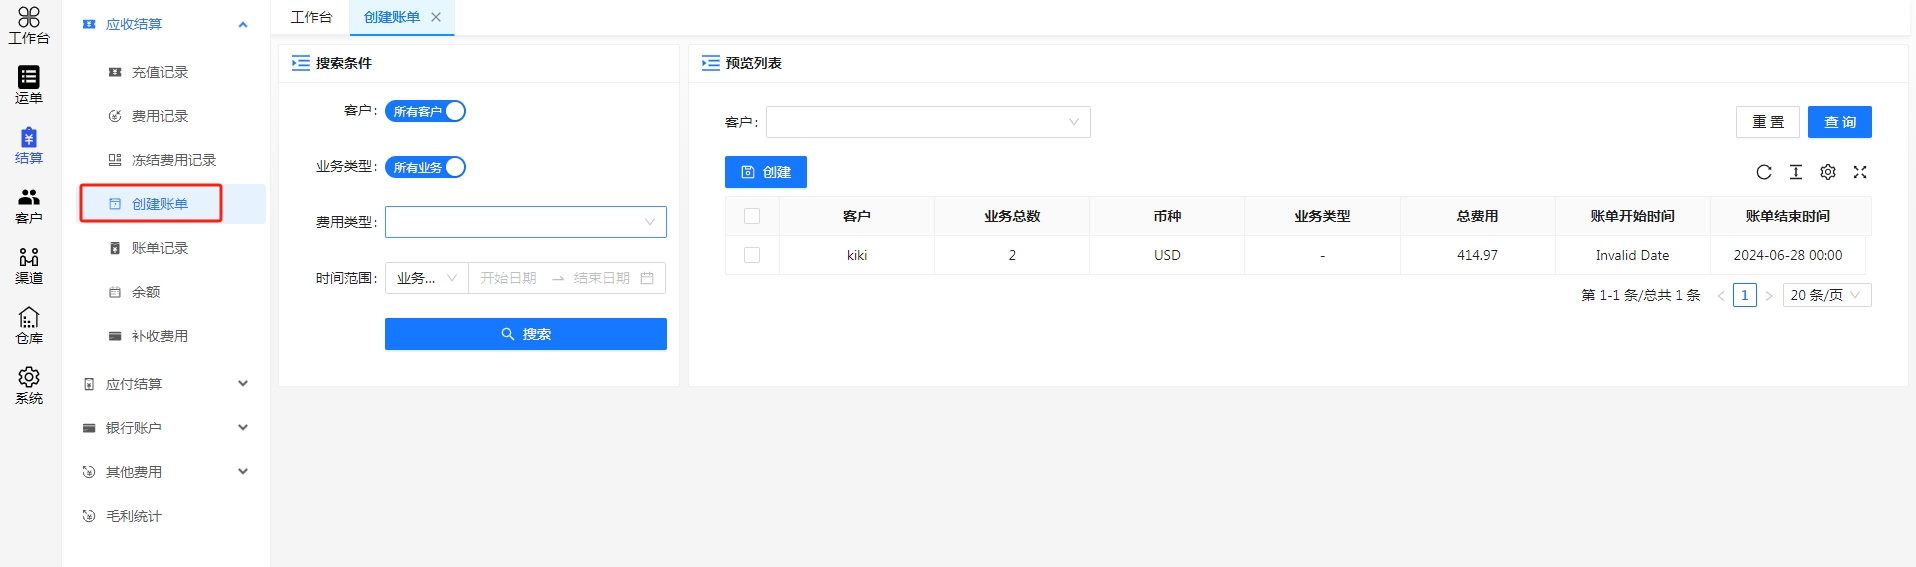 工作台
运单
结算
客户
渠道
仓库
系统
应收结算
充值记录
费用记录
冻结费用记录
创建账单
账单记录
余额
补收费用
应付结算
银行账户
其他费用
毛利统计
工作台 创建账单
搜索条件
客户: 所有客户
业务类型: 所有业务
费用类型:
时间范围: 业务... 开始日期 结束日期
搜索
预览列表
客户:
重 置 查 询
创建
客户 业务总数 币种 业务类型 总费用 账单开始时间 账单结束时间
kiki 2 USD - 414.97 Invalid Date 2024-06-28 00:00
第 1-1 条/总共 1 条 < 1 > 20 条/页